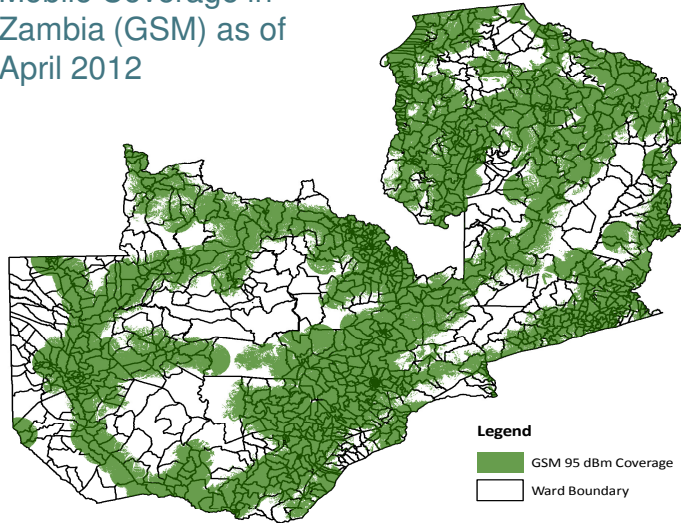 Mobile Coverage in
Zambia (GSM) as of
April 2012
Legend
GSM 95 dBm Coverage
Ward Boundary